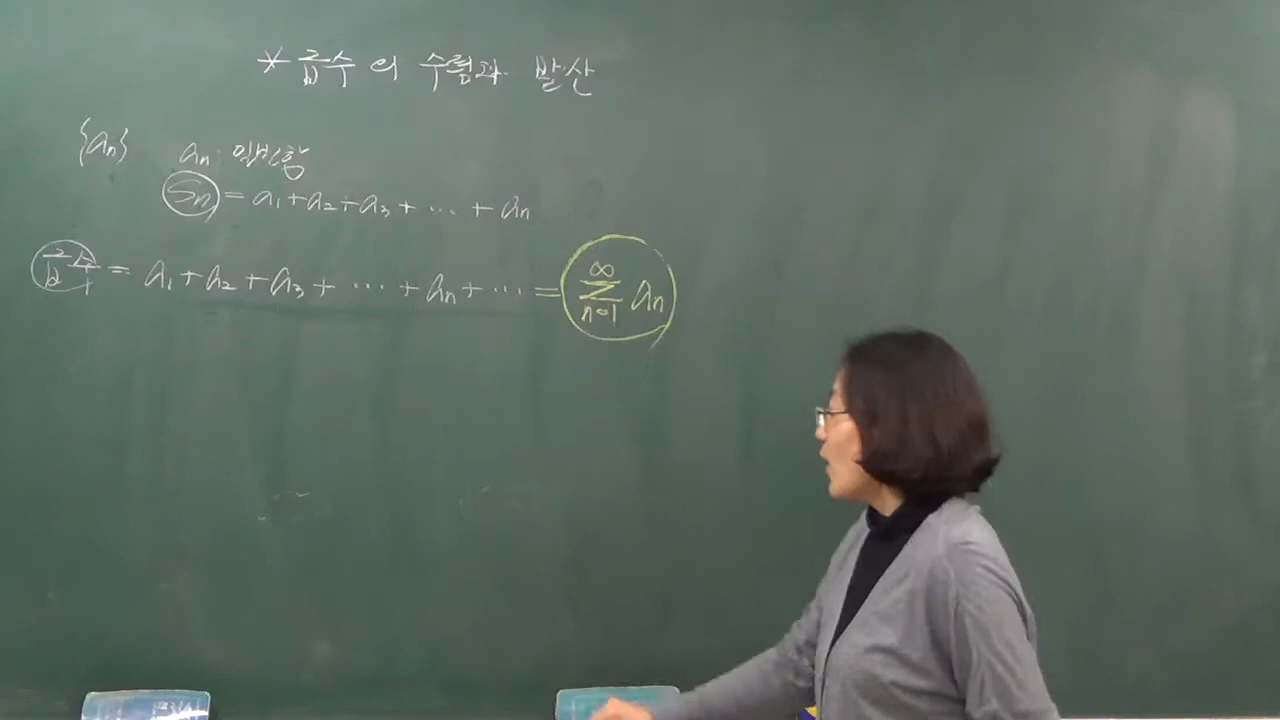 * 급수의 수렴과 발산
{aₙ} aₙ: 일반항
Sₙ = a₁ + a₂ + a₃ + ... + aₙ
급수 = a₁ + a₂ + a₃ + ... + aₙ + ... = ∑_{n=1}^{∞} aₙ